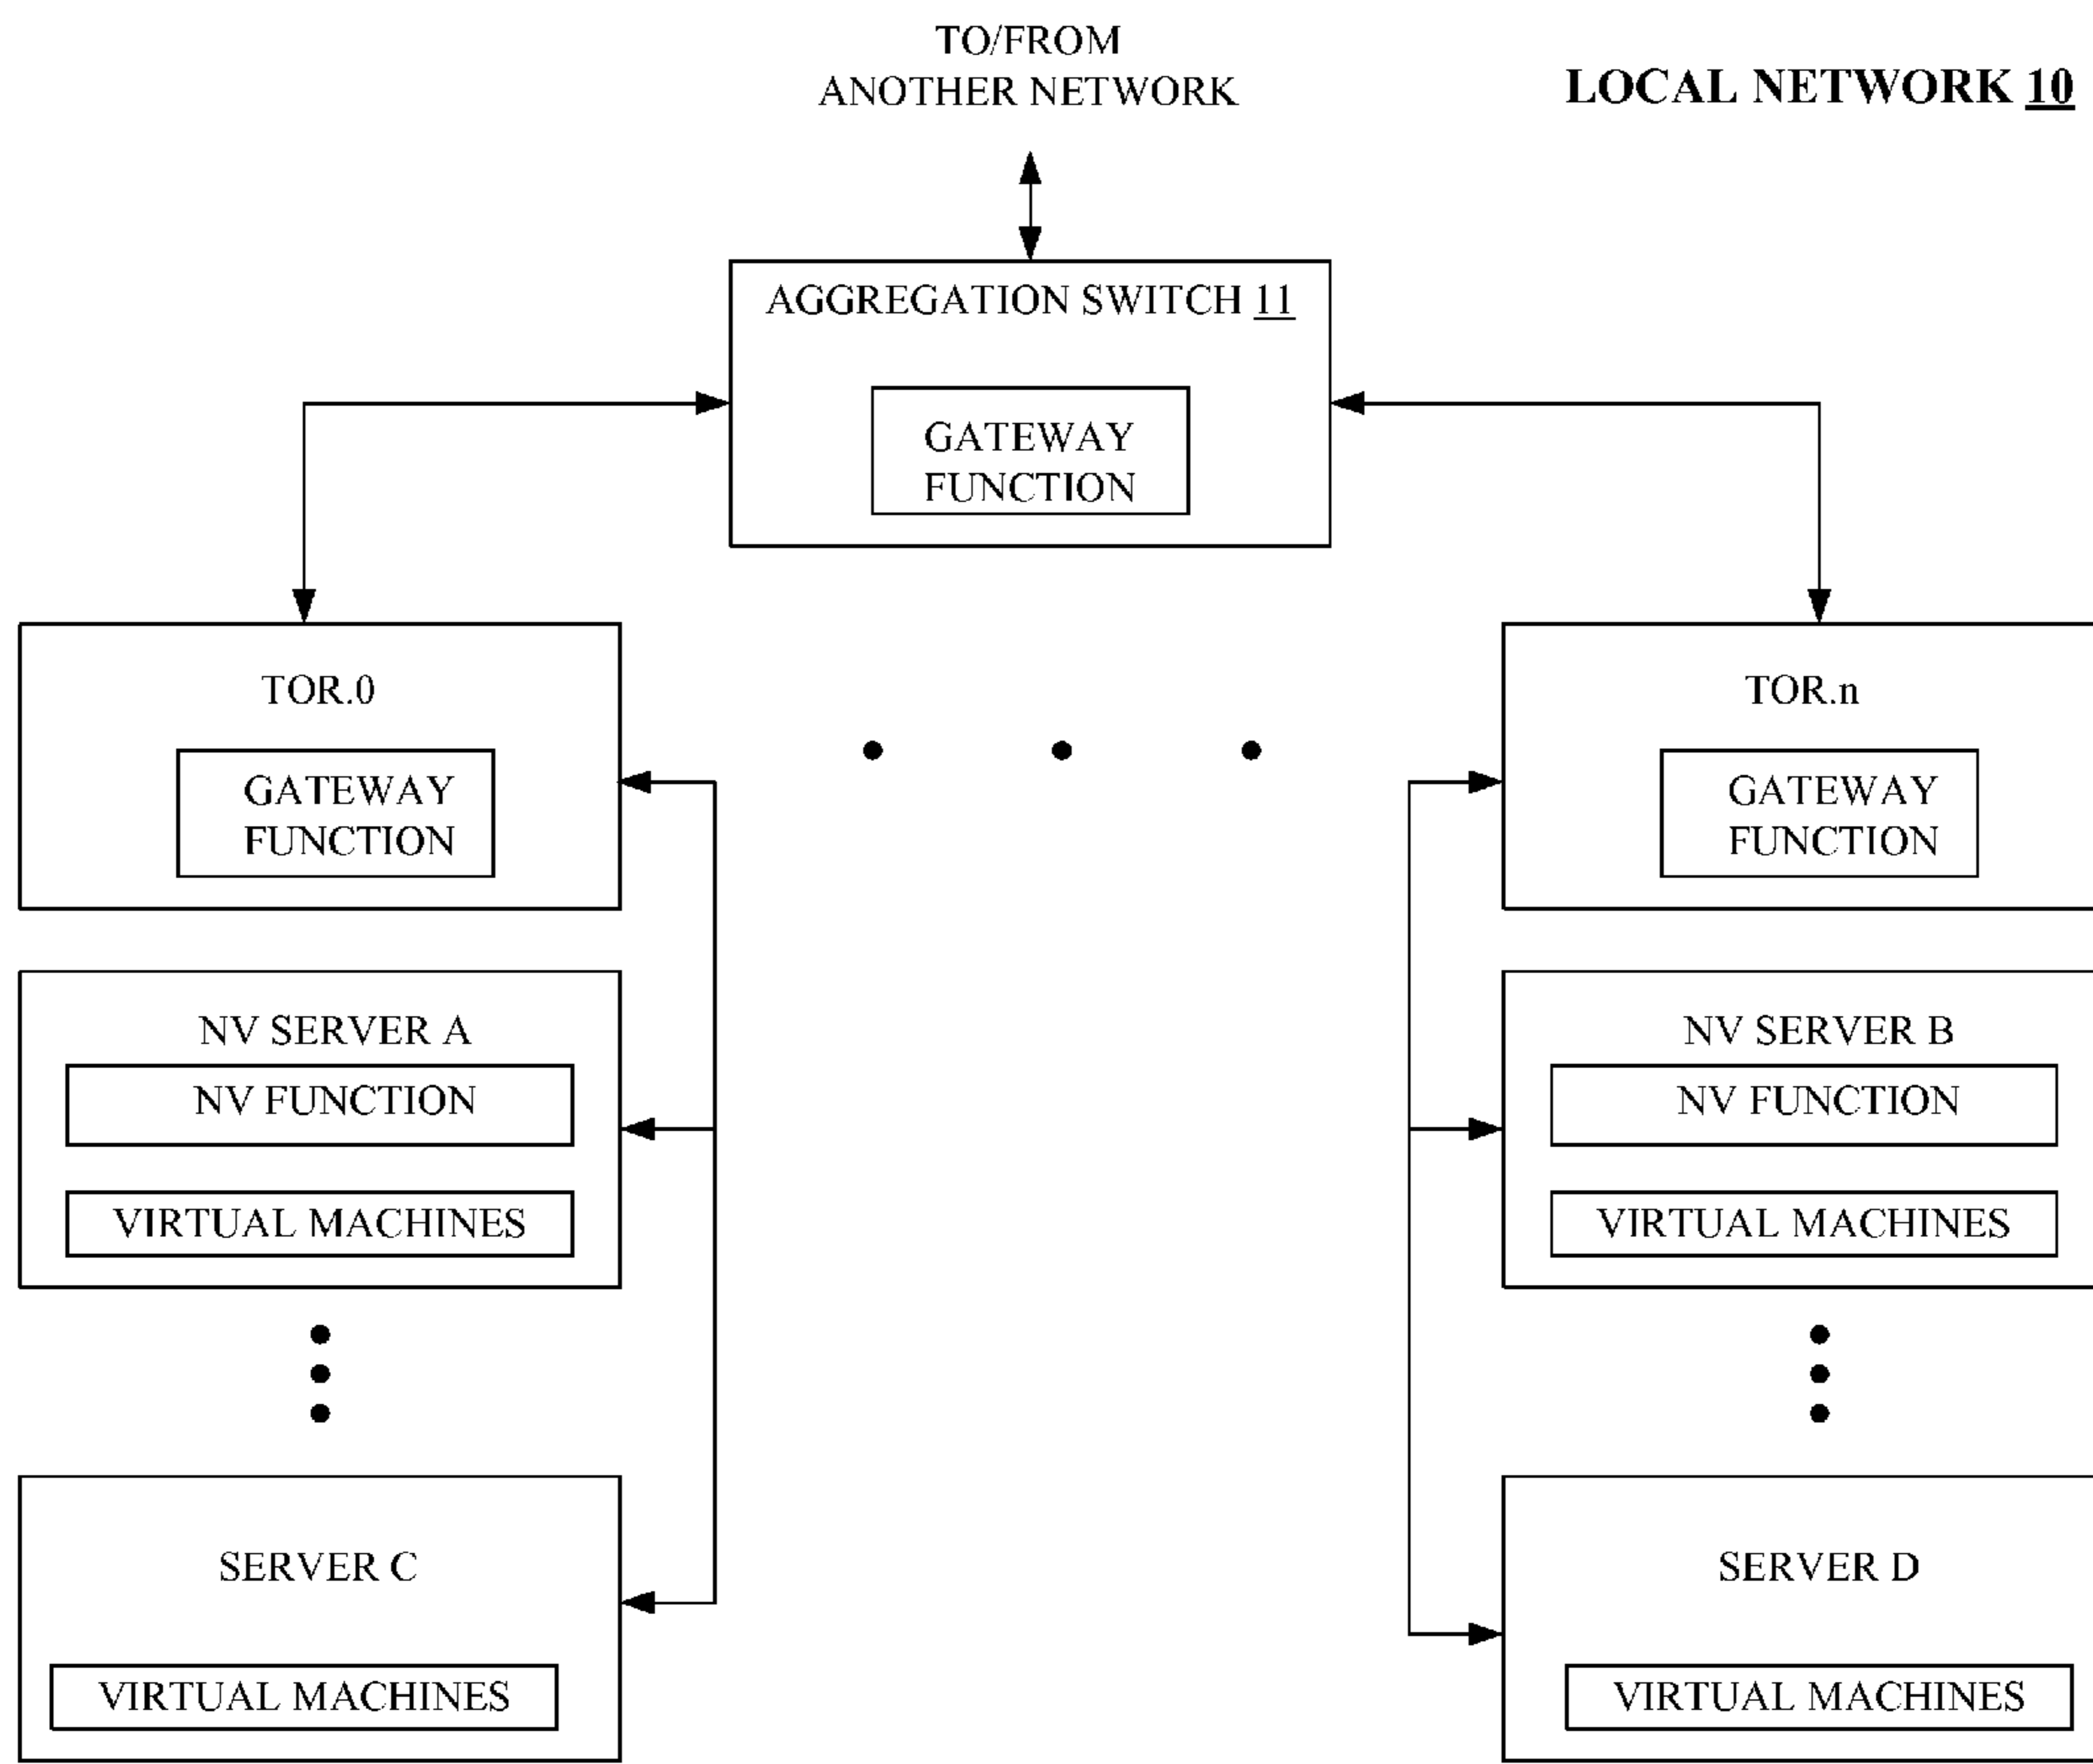 TO/FROM
ANOTHER NETWORK
LOCAL NETWORK 10
AGGREGATION SWITCH 11
GATEWAY
FUNCTION
TOR.0
GATEWAY
FUNCTION
TOR.n
GATEWAY
FUNCTION
NV SERVER A
NV FUNCTION
VIRTUAL MACHINES
NV SERVER B
NV FUNCTION
VIRTUAL MACHINES
SERVER C
VIRTUAL MACHINES
SERVER D
VIRTUAL MACHINES